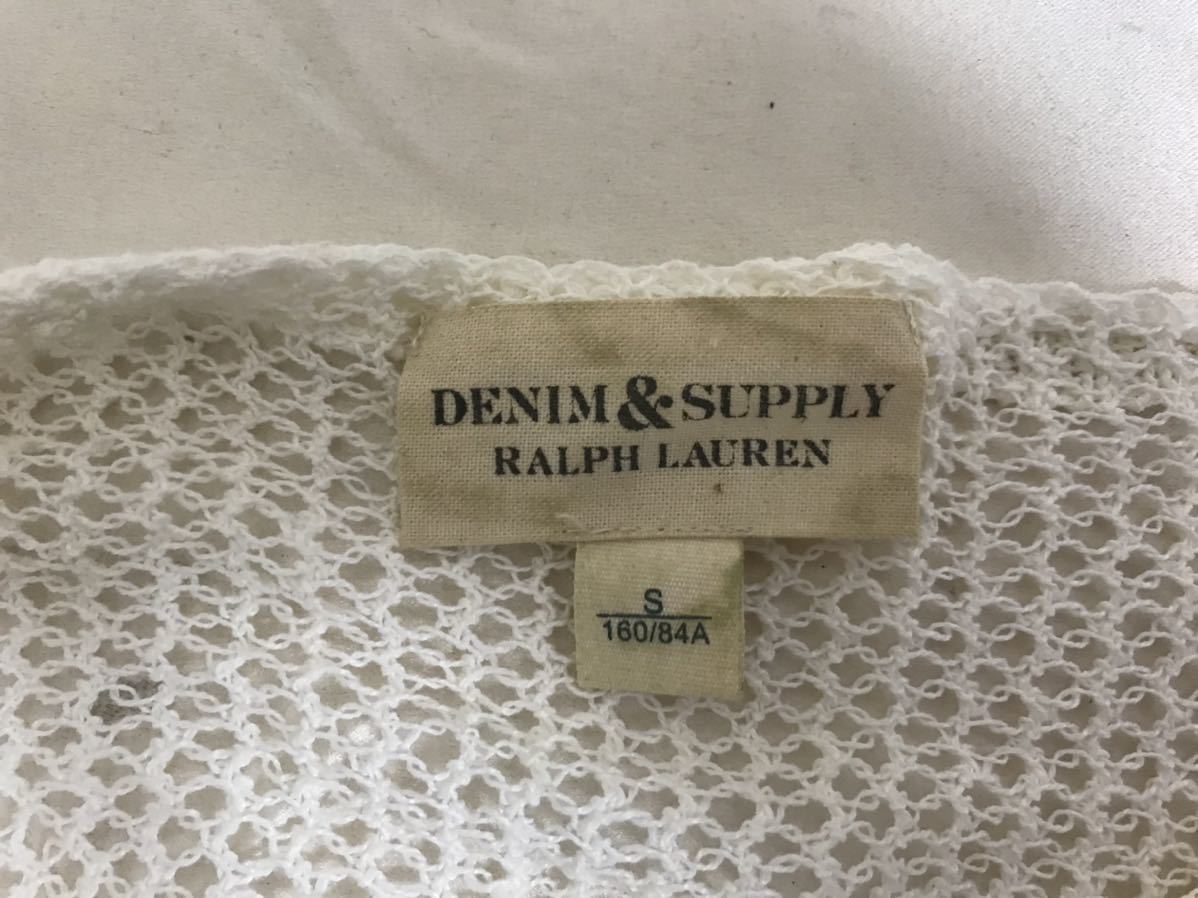 DENIM & SUPPLY
RALPH LAUREN
S
160/84A